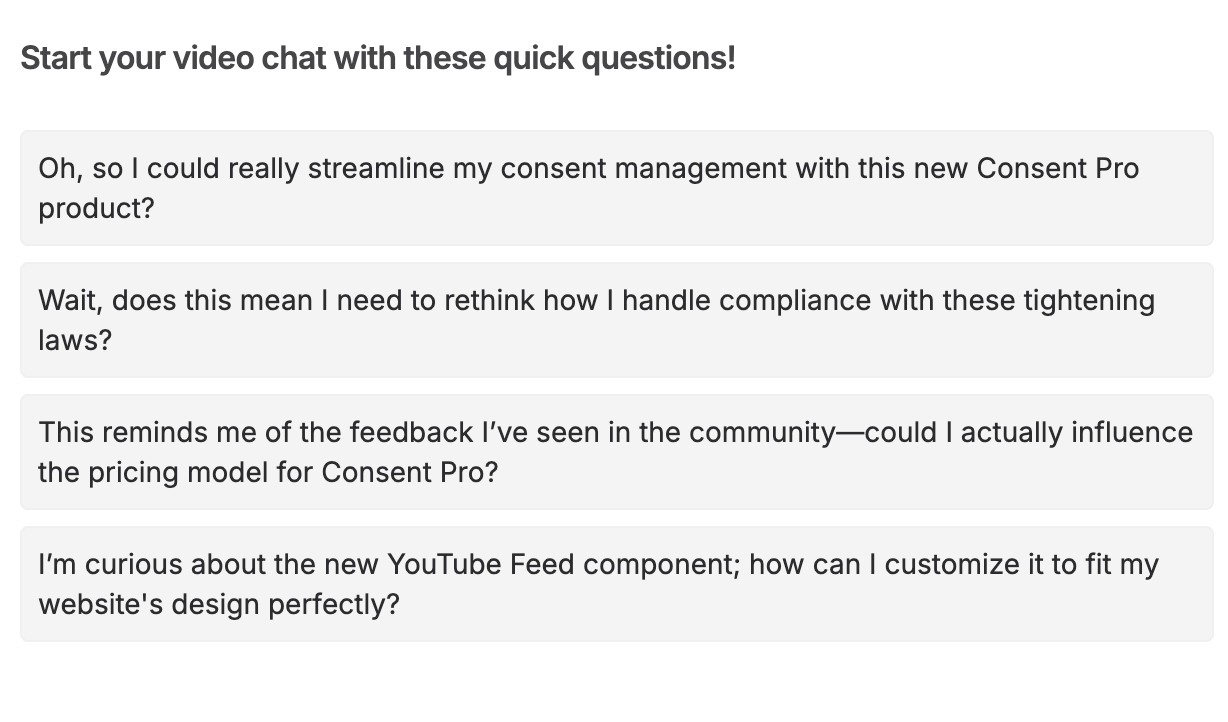 Start your video chat with these quick questions!
Oh, so I could really streamline my consent management with this new Consent Pro
product?
Wait, does this mean I need to rethink how I handle compliance with these tightening
laws?
This reminds me of the feedback I’ve seen in the community—could I actually influence
the pricing model for Consent Pro?
I’m curious about the new YouTube Feed component; how can I customize it to fit my
website's design perfectly?